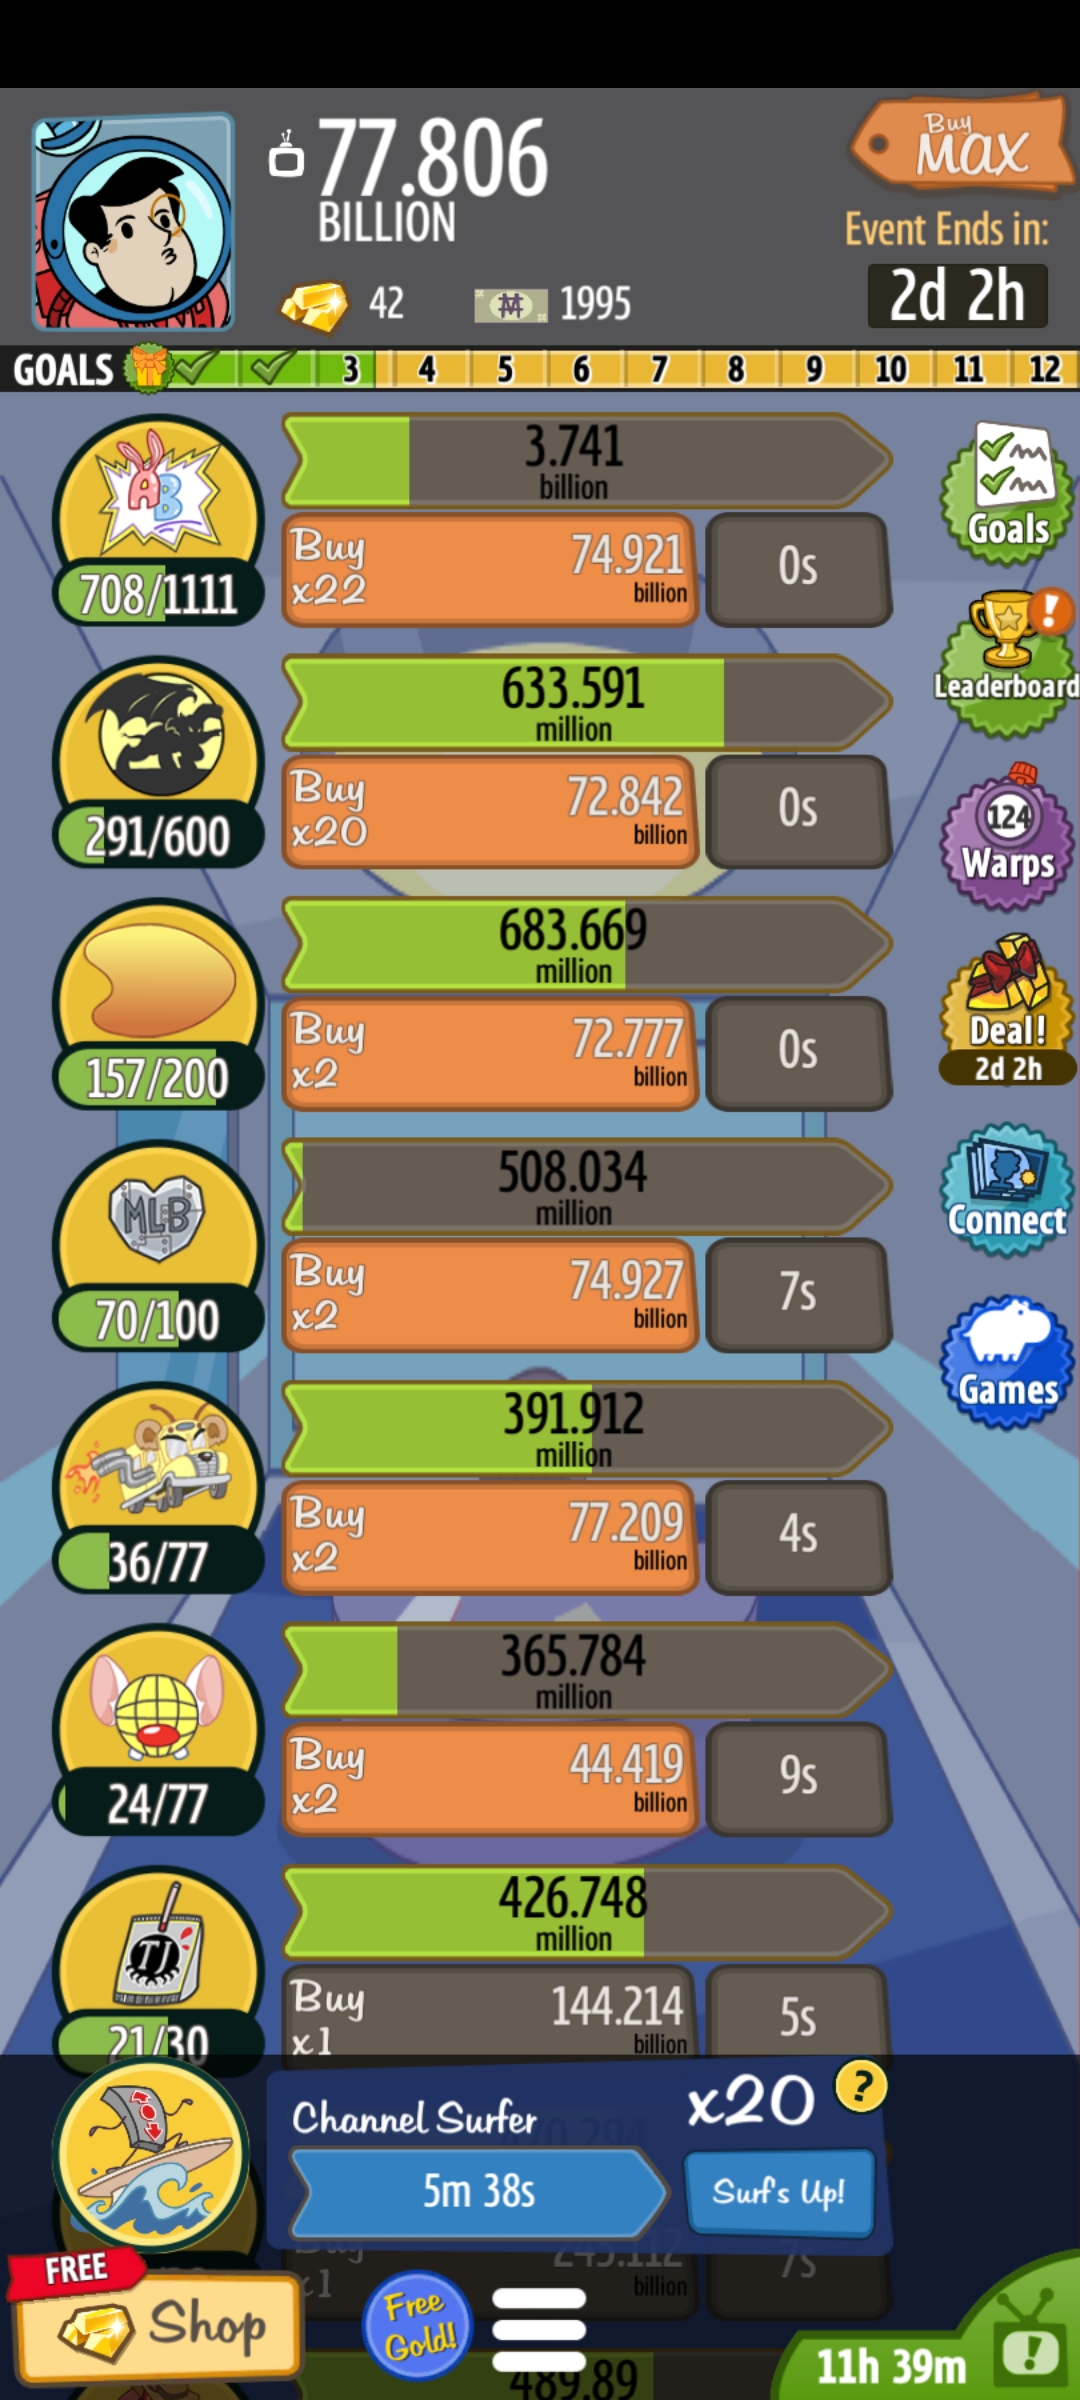 77.806
BILLION
Buy
MAX
Event Ends in:
2d 2h
42
1995
GOALS
3
4
5
6
7
8
9
10
11
12
AB
708/1111
3.741
billion
Buy
x22
74.921
billion
0s
Goals
291/600
633.591
million
Buy
x20
72.842
billion
0s
!
Leaderboard
124
Warps
157/200
683.669
million
Buy
x2
72.777
billion
0s
Deal!
2d 2h
MLB
70/100
508.034
million
Buy
x2
74.927
billion
7s
Connect
Games
36/77
391.912
million
Buy
x2
77.209
billion
4s
24/77
365.784
million
Buy
x2
44.419
billion
9s
TJ
21/30
426.748
million
Buy
x1
144.214
billion
5s
Channel Surfer
x20
?
5m 38s
Surf's Up!
Buy
x1
245.112
billion
7s
FREE
Shop
Free
Gold!
489.89
11h 39m
!